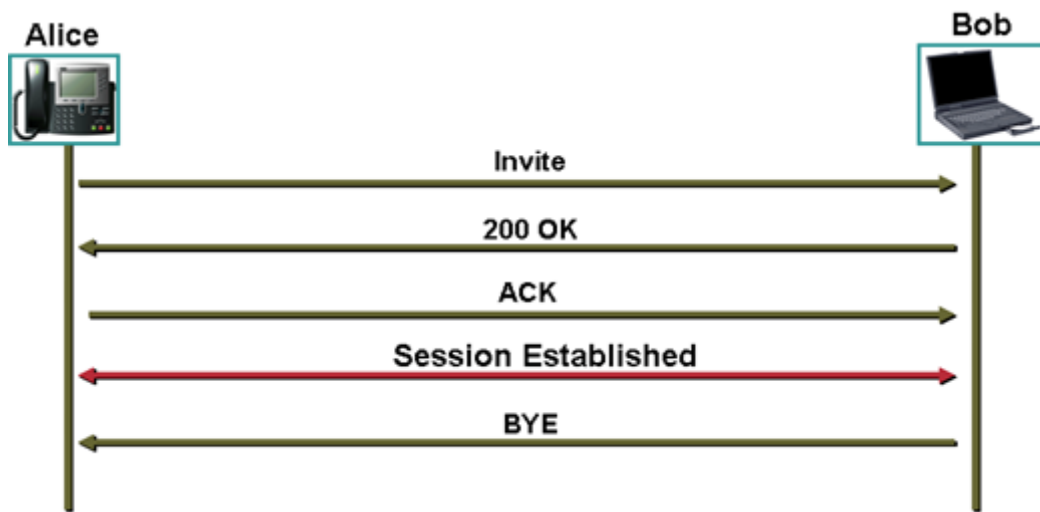 Alice
Bob
Invite
200 OK
ACK
Session Established
BYE